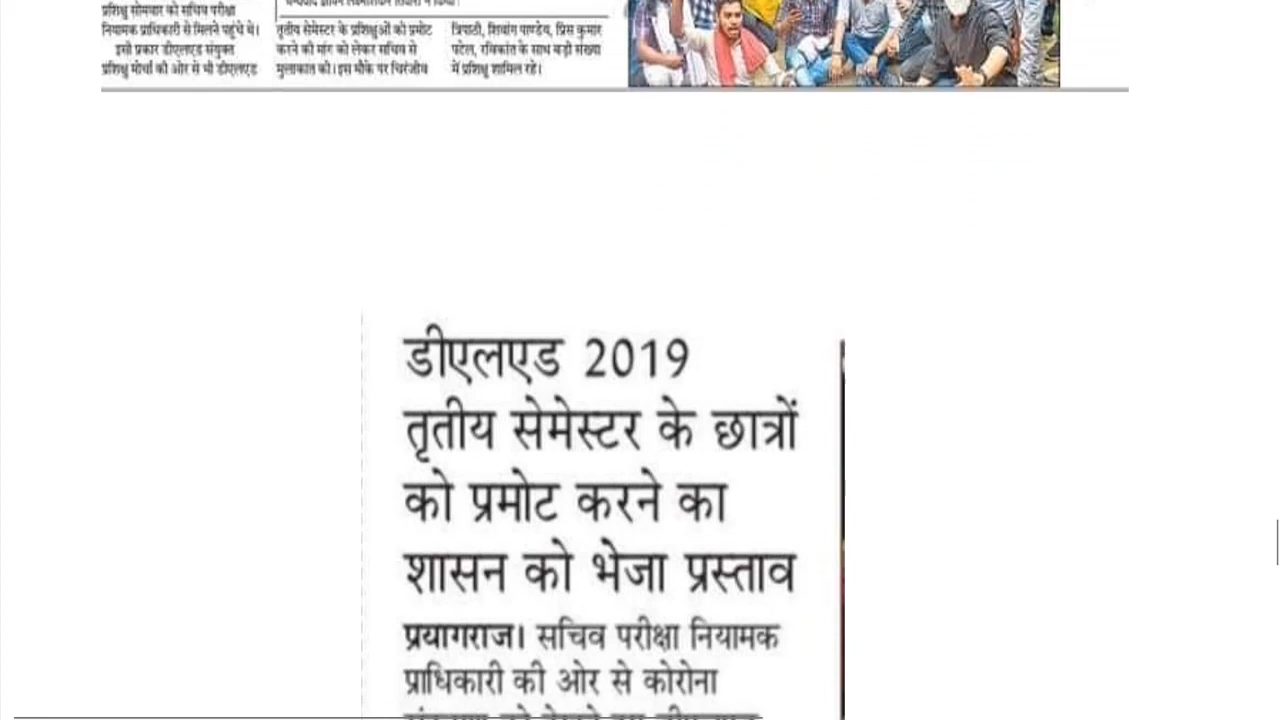 प्रशिक्षु सोमवार को सचिव परीक्षा
नियामक प्राधिकारी से मिलने पहुंचे थे।
इसी प्रकार डीएलएड संयुक्त
प्रशिक्षु मोर्चा की ओर से भी डीएलएड
तृतीय सेमेस्टर के प्रशिक्षुओं को प्रमोट
करने की मांग को लेकर सचिव से
मुलाकात की। इस मौके पर चिरंजीव
त्रिपाठी, शिवांग पाण्डेय, प्रिंस कुमार
पटेल, रविकांत के साथ बड़ी संख्या
में प्रशिक्षु शामिल रहे।
डीएलएड 2019
तृतीय सेमेस्टर के छात्रों
को प्रमोट करने का
शासन को भेजा प्रस्ताव
प्रयागराज। सचिव परीक्षा नियामक
प्राधिकारी की ओर से कोरोना